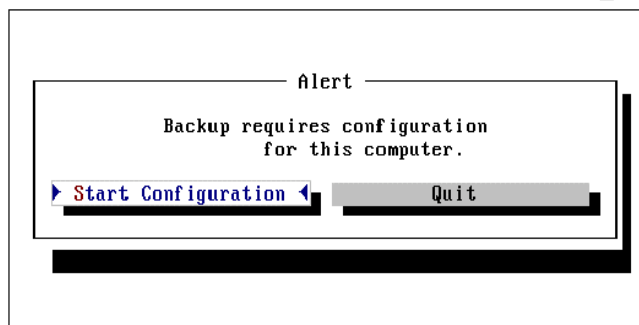 Alert
Backup requires configuration
for this computer.
Start Configuration
Quit